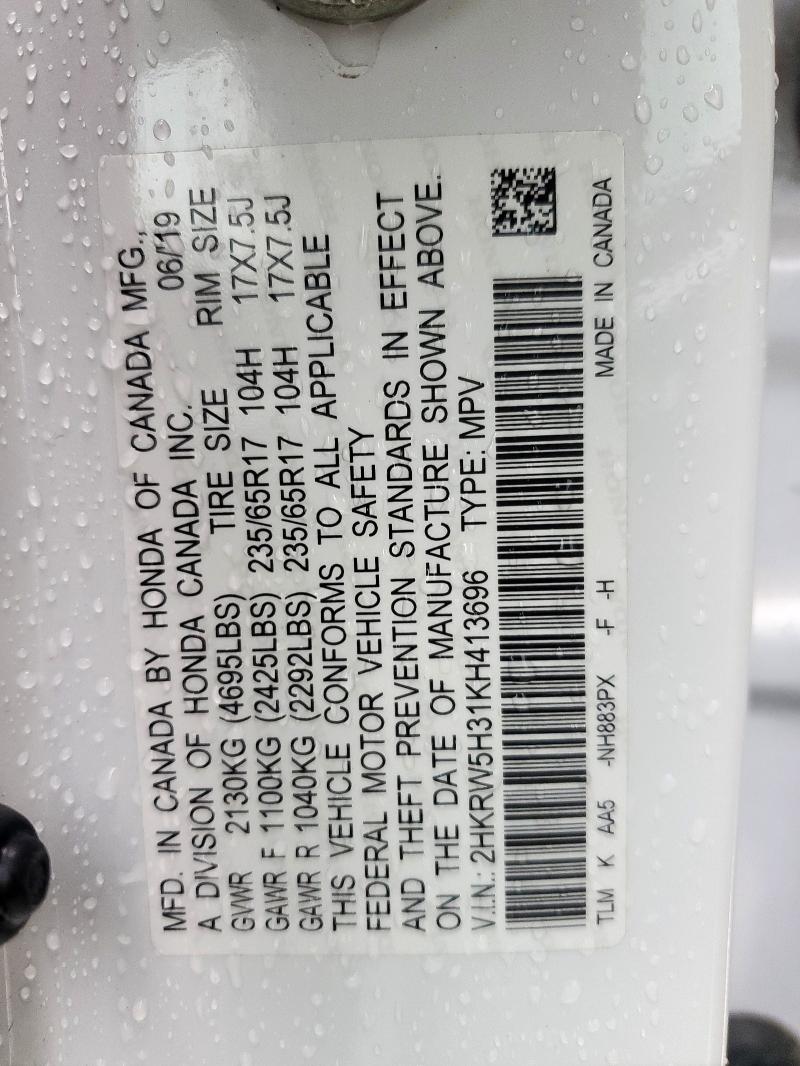 MFD. IN CANADA BY HONDA OF CANADA MFG.,
A DIVISION OF HONDA CANADA INC. 06/'19
GVWR 2130KG (4695LBS) TIRE SIZE RIM SIZE
GAWR F 1100KG (2425LBS) 235/65R17 104H 17X7.5J
GAWR R 1040KG (2292LBS) 235/65R17 104H 17X7.5J
THIS VEHICLE CONFORMS TO ALL APPLICABLE
FEDERAL MOTOR VEHICLE SAFETY
AND THEFT PREVENTION STANDARDS IN EFFECT
ON THE DATE OF MANUFACTURE SHOWN ABOVE.
V.I.N.: 2HKRW5H31KH413696 TYPE: MPV
TLM K AA5 -NH883PX -F -H MADE IN CANADA